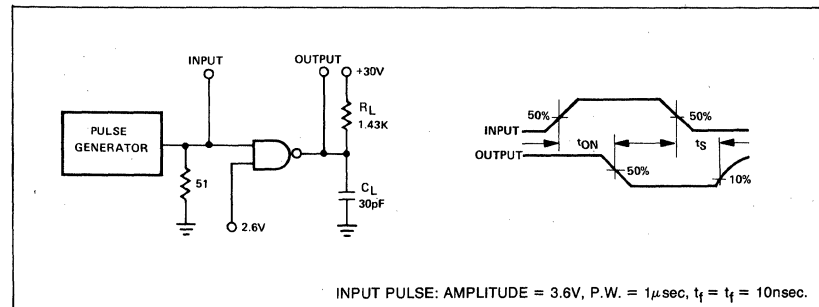 INPUT
OUTPUT
+30V
PULSE
GENERATOR
R_L
1.43K
51
C_L
30pF
2.6V
50%
50%
INPUT
t_ON
t_S
OUTPUT
50%
10%
INPUT PULSE: AMPLITUDE = 3.6V, P.W. = 1μsec, t_f = t_f = 10nsec.